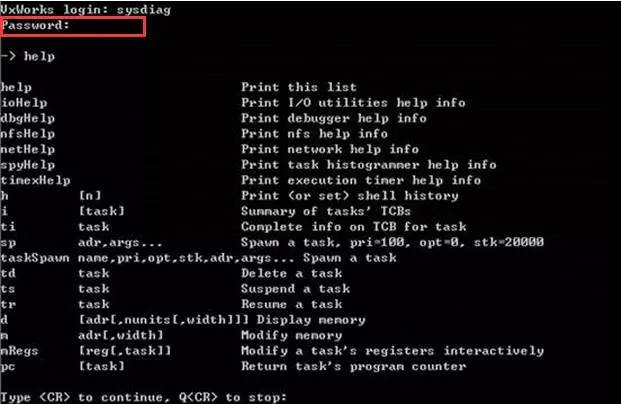 VxWorks login: sysdiag
Password:
-> help
help Print this list
ioHelp Print I/O utilities help info
dbgHelp Print debugger help info
nfsHelp Print nfs help info
netHelp Print network help info
spyHelp Print task histogrammer help info
timexHelp Print execution timer help info
h [n] Print (or set) shell history
i [task] Summary of tasks' TCBs
ti task Complete info on TCB for task
sp adr,args... Spawn a task, pri=100, opt=0, stk=20000
taskSpawn name,pri,opt,stk,adr,args... Spawn a task
td task Delete a task
ts task Suspend a task
tr task Resume a task
d [adr[,nunits[,width]]] Display memory
m adr[,width] Modify memory
mRegs [reg[,task]] Modify a task's registers interactively
pc [task] Return task's program counter
Type <CR> to continue, Q<CR> to stop: